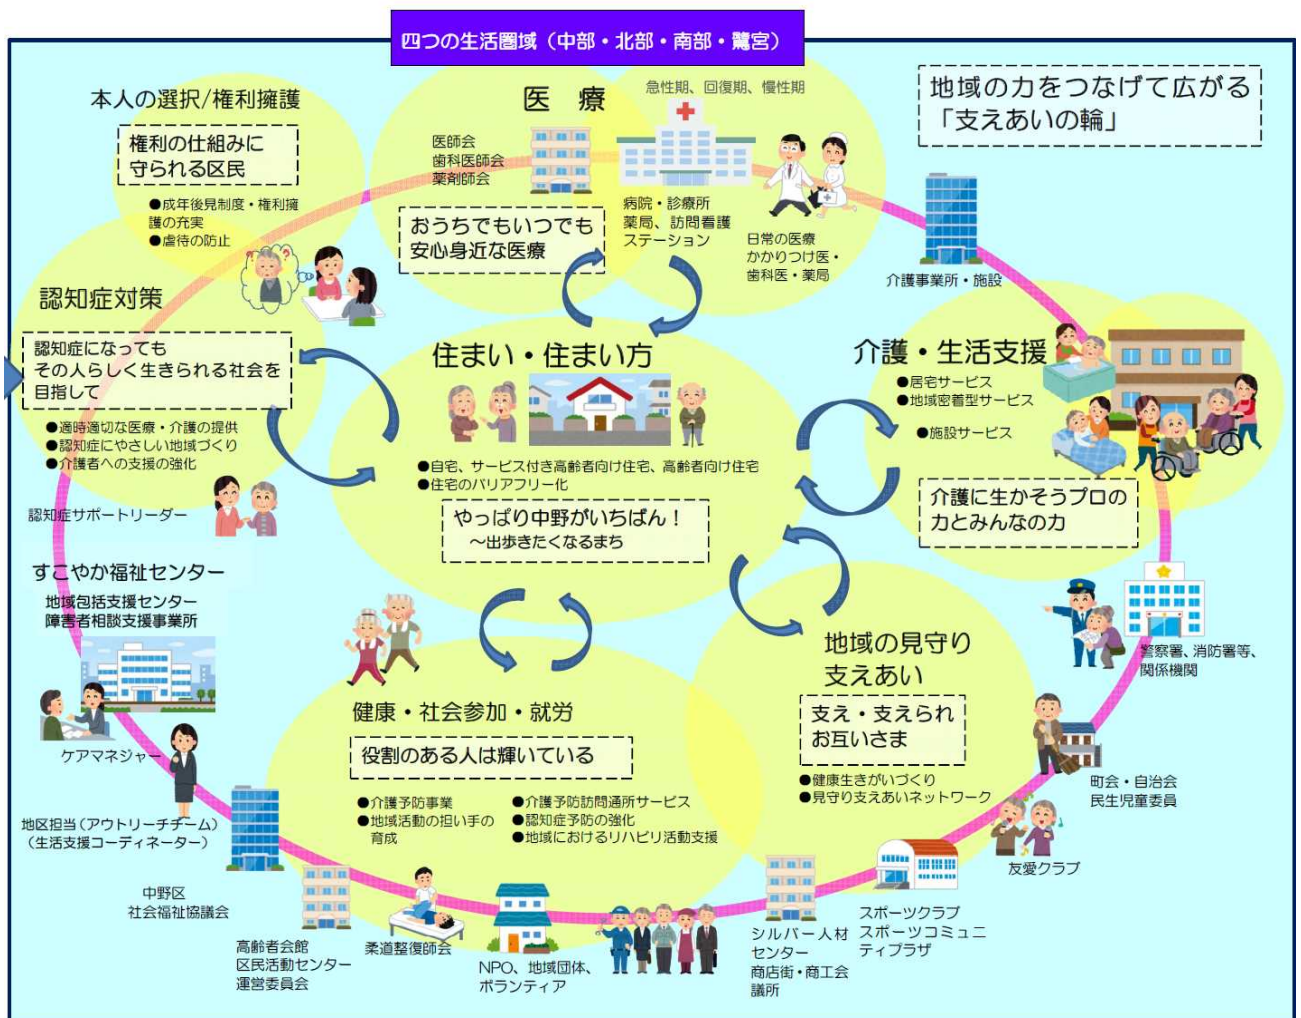 四つの生活圏域（中部・北部・南部・鷺宮）
地域の力をつなげて広がる
「支えあいの輪」
本人の選択/権利擁護
権利の仕組みに
守られる区民
●成年後見制度・権利擁
護の充実
●虐待の防止
医　療
急性期、回復期、慢性期
医師会
歯科医師会
薬剤師会
おうちでもいつでも
安心身近な医療
病院・診療所
薬局、訪問看護
ステーション
日常の医療
かかりつけ医・
歯科医・薬局
介護事業所・施設
認知症対策
認知症になっても
その人らしく生きられる社会を
目指して
●適時適切な医療・介護の提供
●認知症にやさしい地域づくり
●介護者への支援の強化
認知症サポートリーダー
住まい・住まい方
●自宅、サービス付き高齢者向け住宅、高齢者向け住宅
●住宅のバリアフリー化
やっぱり中野がいちばん！
～出歩きたくなるまち
介護・生活支援
●居宅サービス
●地域密着型サービス
●施設サービス
介護に生かそうプロの
力とみんなの力
すこやか福祉センター
地域包括支援センター
障害者相談支援事業所
ケアマネジャー
地区担当（アウトリーチチーム）
（生活支援コーディネーター）
中野区
社会福祉協議会
健康・社会参加・就労
役割のある人は輝いている
●介護予防事業
●地域活動の担い手の
育成
●介護予防訪問通所サービス
●認知症予防の強化
●地域におけるリハビリ活動支援
地域の見守り
支えあい
支え・支えられ
お互いさま
●健康生きがいづくり
●見守り支えあいネットワーク
警察署、消防署等、
関係機関
町会・自治会
民生児童委員
友愛クラブ
スポーツクラブ
スポーツコミュニ
ティプラザ
シルバー人材
センター
商店街・商工会
議所
NPO、地域団体、
ボランティア
柔道整復師会
高齢者会館
区民活動センター
運営委員会